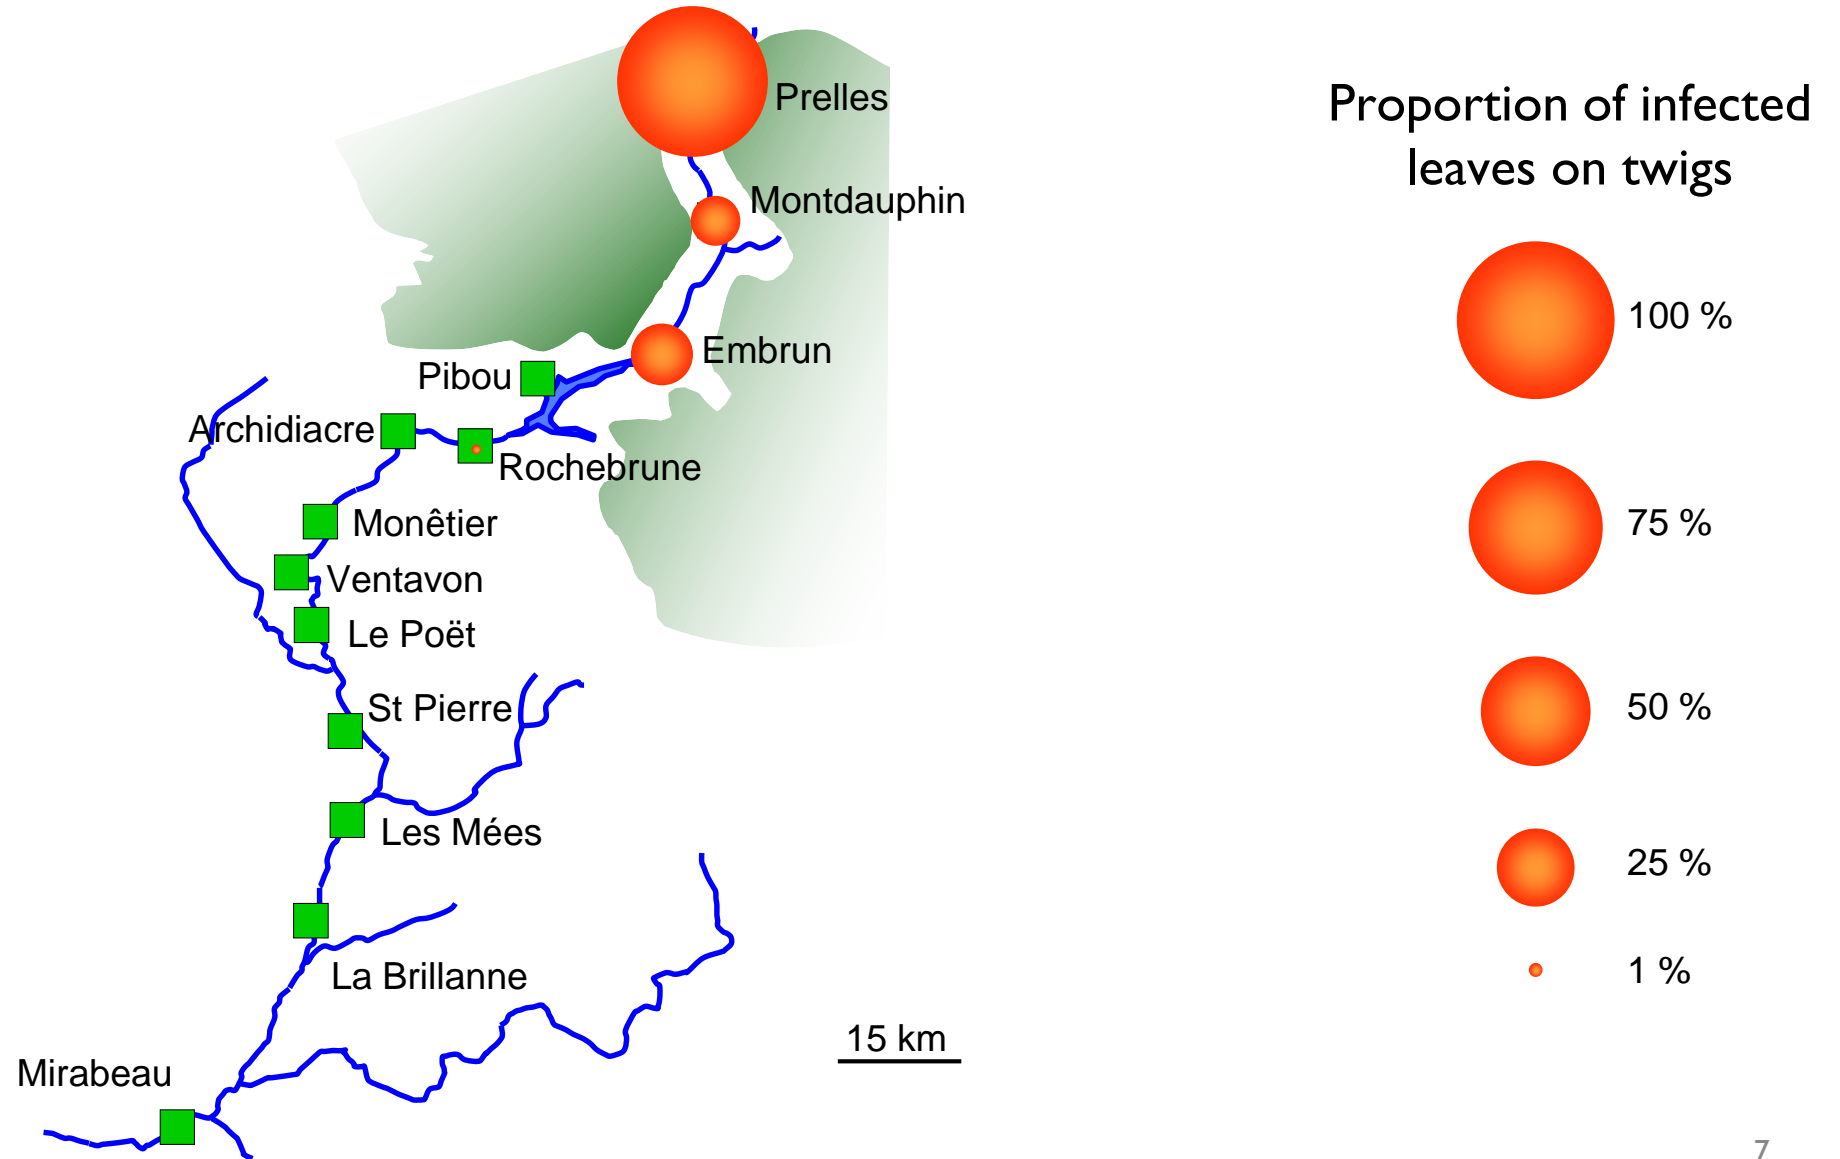 Prelles
Montdauphin
Embrun
Pibou
Archidiacre
Rochebrune
Monêtier
Ventavon
Le Poët
St Pierre
Les Mées
La Brillanne
Mirabeau
15 km
Proportion of infected
leaves on twigs
100 %
75 %
50 %
25 %
1 %
7